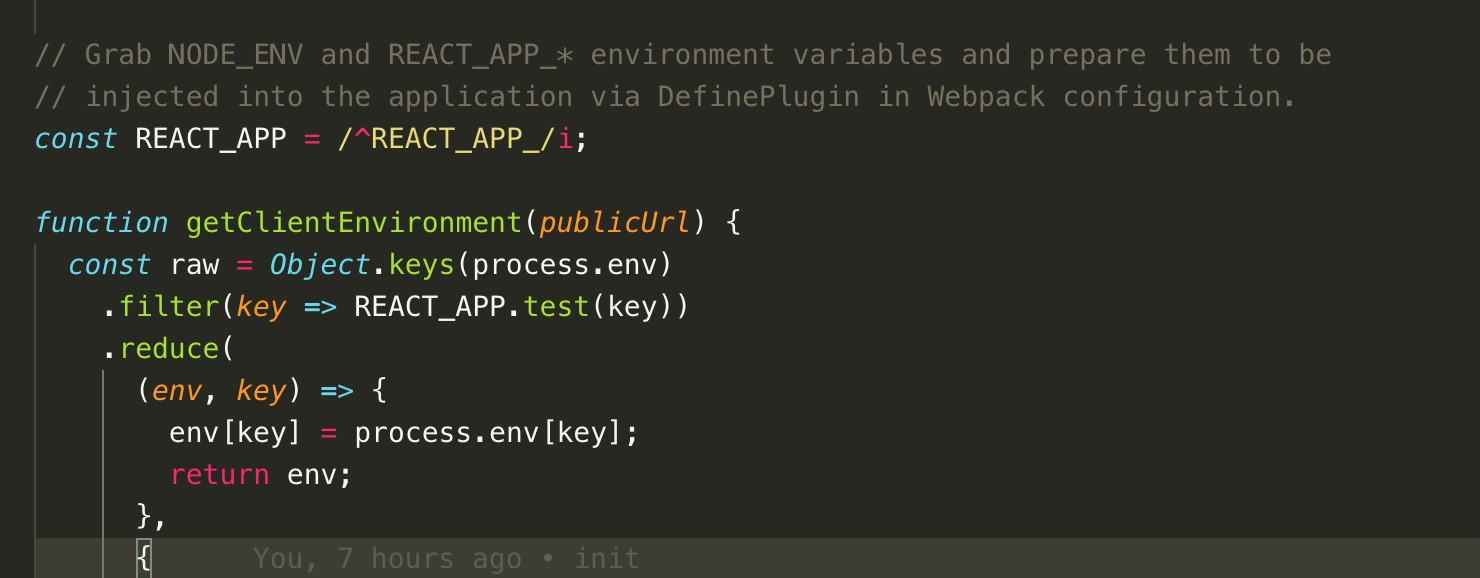 // Grab NODE_ENV and REACT_APP_* environment variables and prepare them to be
// injected into the application via DefinePlugin in Webpack configuration.
const REACT_APP = /^REACT_APP_/i;

function getClientEnvironment(publicUrl) {
  const raw = Object.keys(process.env)
    .filter(key => REACT_APP.test(key))
    .reduce(
      (env, key) => {
        env[key] = process.env[key];
        return env;
      },
      {      You, 7 hours ago • init